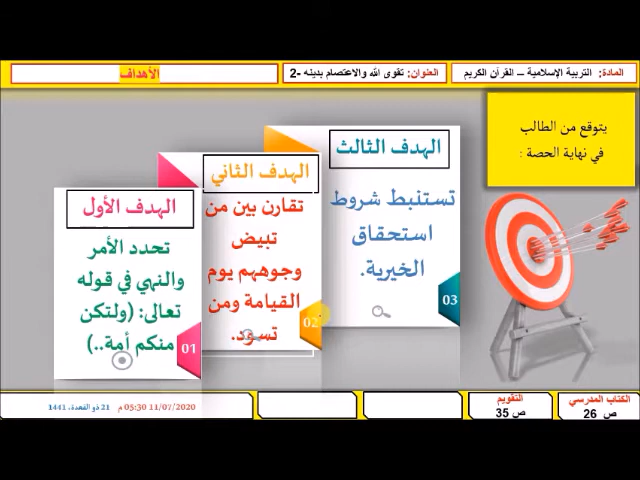 المادة: التربية الإسلامية – القرآن الكريم
العنوان: تقوى الله والاعتصام بدينه -2
الأهداف
يتوقع من الطالب
في نهاية الحصة :
الهدف الأول
تحدد الأمر
والنهي في قوله
تعالى: (ولتكن
منكم أمة..)
01
الهدف الثاني
تقارن بين من
تبيض
وجوههم يوم
القيامة ومن
تسود.
02
الهدف الثالث
تستنبط شروط
استحقاق
الخيرية.
03
الكتاب المدرسي
ص 26
التقويم
ص 35
21 ذو القعدة، 1441
11/07/2020 05:30 م